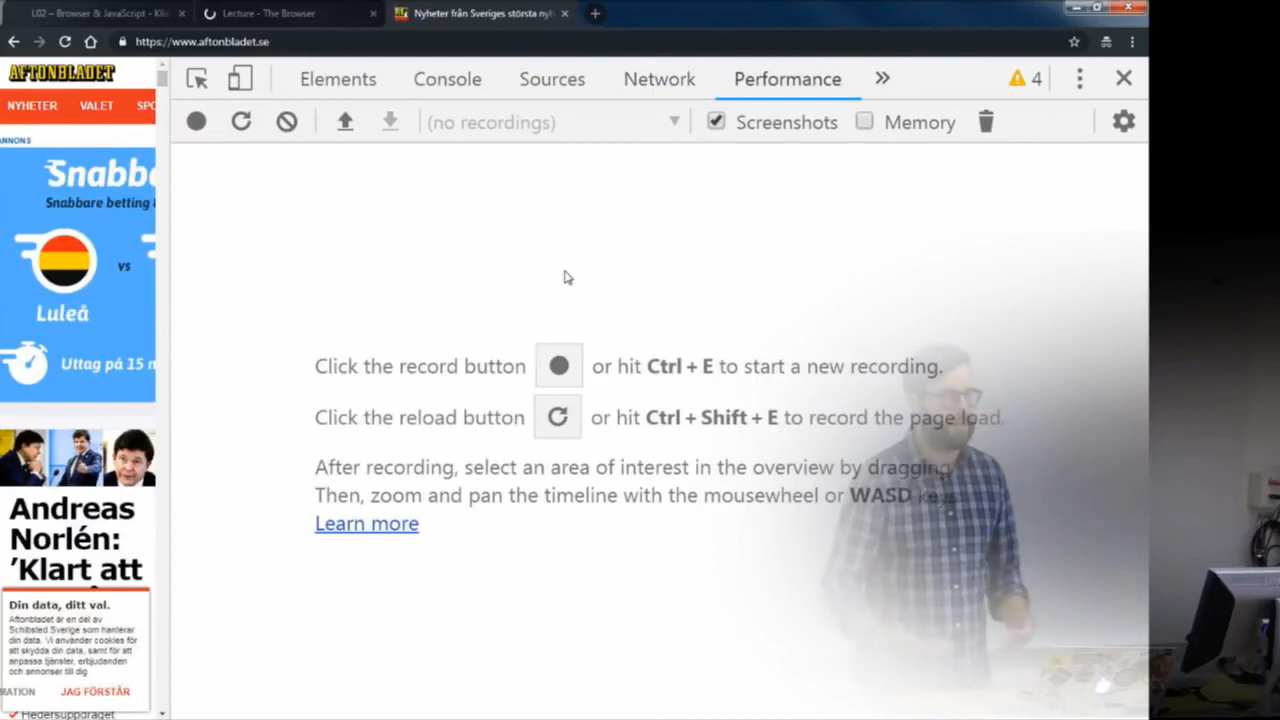 L02 – Browser & JavaScript - Kli
Lecture - The Browser
Nyheter från Sveriges största nyh
https://www.aftonbladet.se
AFTONBLADET
NYHETER VALET SPO
ANNONS
Snabba
Snabbare betting
vs
Luleå
Uttag på 15 m
Andreas
Norlén:
’Klart att
Din data, ditt val.
Aftonbladet är en del av
Schibsted Sverige som hanterar
din data. Vi använder cookies för
att skydda din data, samt för att
anpassa tjänster, erbjudanden
och annonser till dig
MATION JAG FÖRSTÅR
Hedersuppdraget
Elements Console Sources Network Performance » 4
(no recordings) Screenshots Memory
Click the record button or hit Ctrl + E to start a new recording.
Click the reload button or hit Ctrl + Shift + E to record the page load.
After recording, select an area of interest in the overview by dragging.
Then, zoom and pan the timeline with the mousewheel or WASD keys.
Learn more